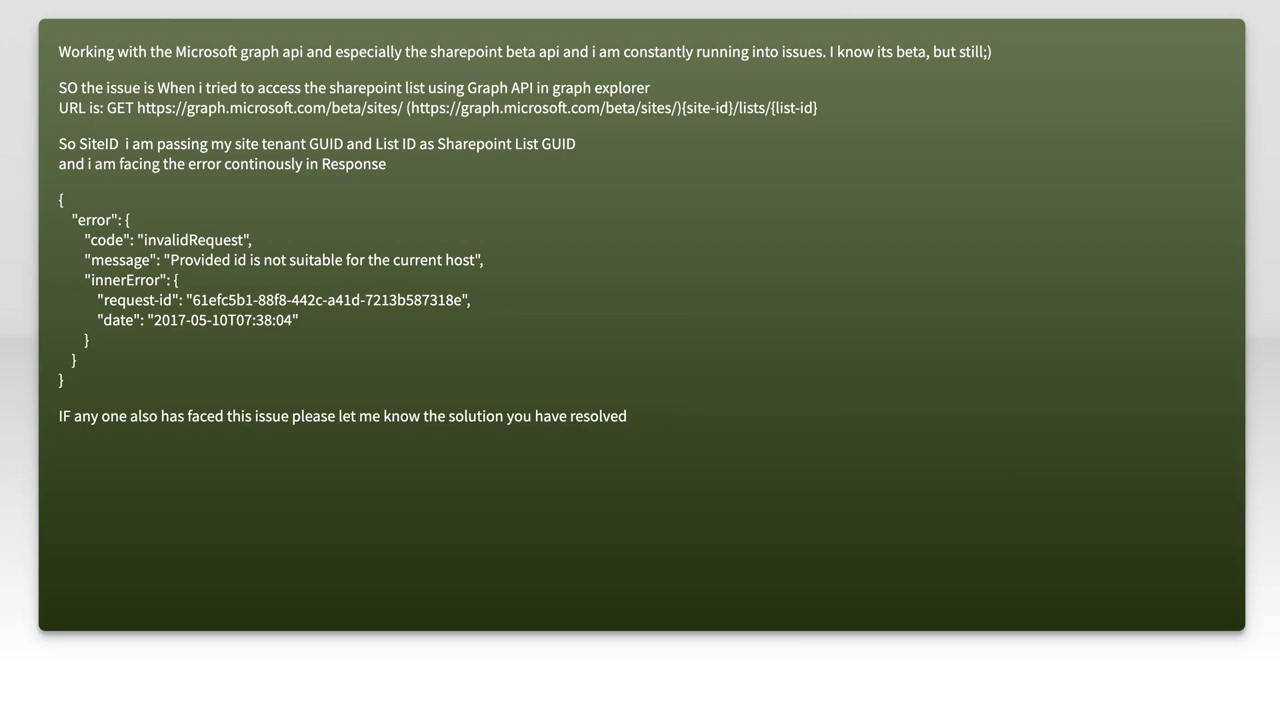 Working with the Microsoft graph api and especially the sharepoint beta api and i am constantly running into issues. I know its beta, but still;)
SO the issue is When i tried to access the sharepoint list using Graph API in graph explorer
URL is: GET https://graph.microsoft.com/beta/sites/ (https://graph.microsoft.com/beta/sites/){site-id}/lists/{list-id}
So SiteID  i am passing my site tenant GUID and List ID as Sharepoint List GUID
and i am facing the error continously in Response
{
"error": {
"code": "invalidRequest",
"message": "Provided id is not suitable for the current host",
"innerError": {
"request-id": "61efc5b1-88f8-442c-a41d-7213b587318e",
"date": "2017-05-10T07:38:04"
}
}
}
IF any one also has faced this issue please let me know the solution you have resolved